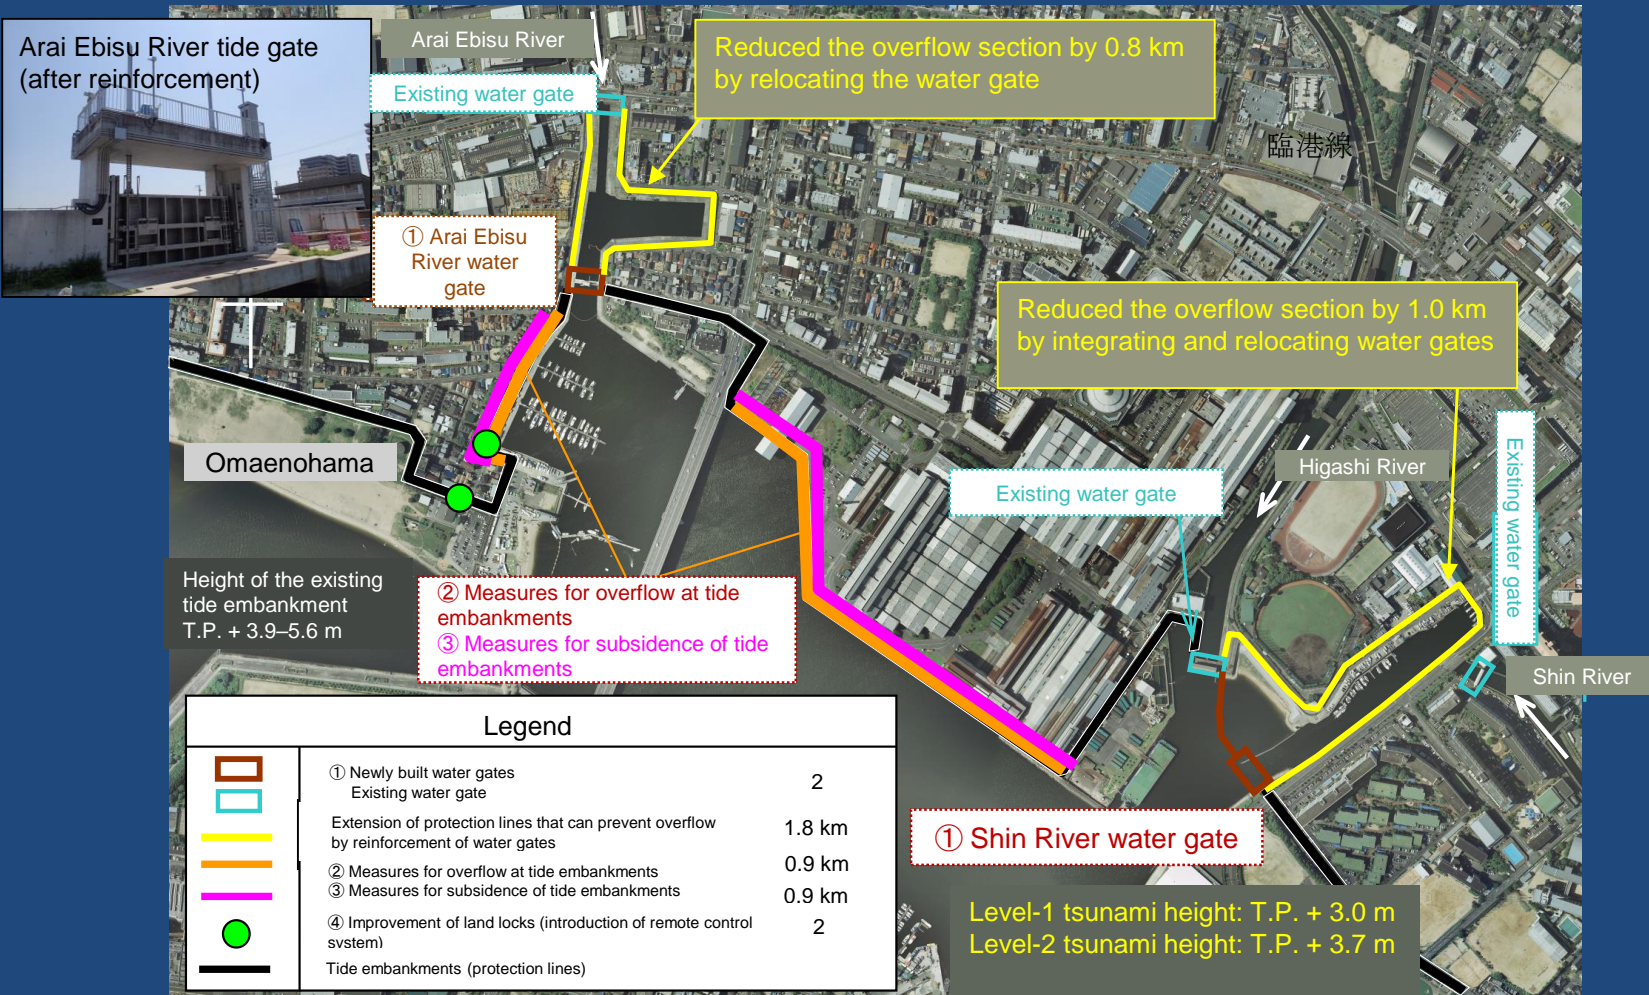 Arai Ebisu River tide gate
(after reinforcement)
Arai Ebisu River
Existing water gate
Reduced the overflow section by 0.8 km
by relocating the water gate
臨港線
① Arai Ebisu
River water
gate
Reduced the overflow section by 1.0 km
by integrating and relocating water gates
Omaenohama
Higashi River
Existing water gate
Existing water gate
Height of the existing
tide embankment
T.P. + 3.9–5.6 m
② Measures for overflow at tide
embankments
③ Measures for subsidence of tide
embankments
Shin River
Legend
① Newly built water gates
Existing water gate
2
Extension of protection lines that can prevent overflow
by reinforcement of water gates
1.8 km
② Measures for overflow at tide embankments
0.9 km
③ Measures for subsidence of tide embankments
0.9 km
④ Improvement of land locks (introduction of remote control
system)
2
Tide embankments (protection lines)
① Shin River water gate
Level-1 tsunami height: T.P. + 3.0 m
Level-2 tsunami height: T.P. + 3.7 m